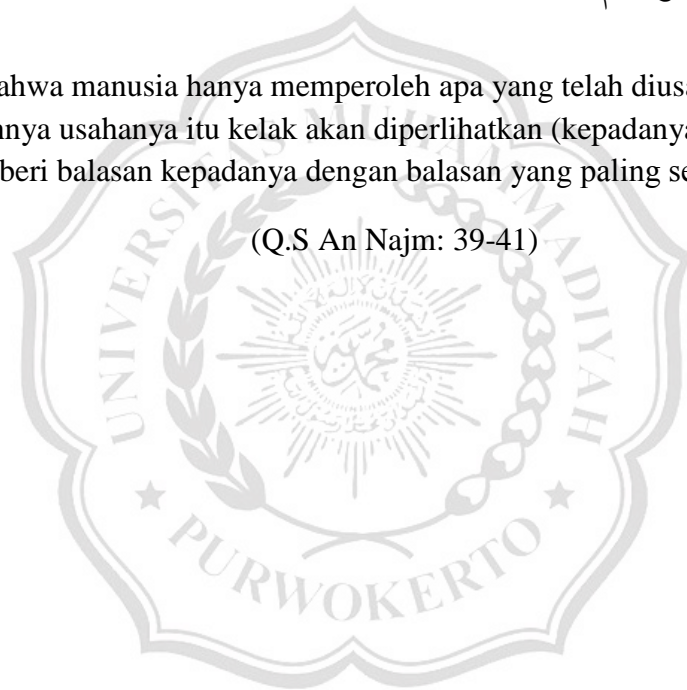 ahwa manusia hanya memperoleh apa yang telah diusa
nnya usahanya itu kelak akan diperlihatkan (kepadanya
beri balasan kepadanya dengan balasan yang paling se
(Q.S An Najm: 39-41)
UNIVERSITAS MUHAMMADIYAH
PURWOKERTO